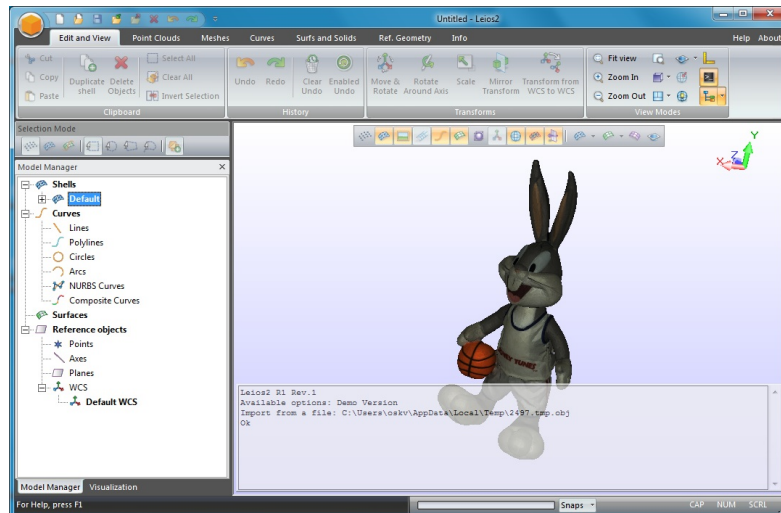 Untitled - Leios2
Edit and View Point Clouds Meshes Curves Surfs and Solids Ref. Geometry Info Help About
Cut
Copy
Paste
Duplicate shell
Delete Objects
Select All
Clear All
Invert Selection
Clipboard
Undo
Redo
Clear Undo
Enabled Undo
History
Move & Rotate
Rotate Around Axis
Scale
Mirror Transform
Transform from WCS to WCS
Transforms
Fit view
Zoom In
Zoom Out
View Modes
Selection Mode
Model Manager
Shells
Default
Curves
Lines
Polylines
Circles
Arcs
NURBS Curves
Composite Curves
Surfaces
Reference objects
Points
Axes
Planes
WCS
Default WCS
Y
Z
X
Leios2 R1 Rev.1
Available options: Demo Version
Import from a file: C:\Users\oskv\AppData\Local\Temp\2497.tmp.obj
Ok
Model Manager Visualization
For Help, press F1 Snaps CAP NUM SCRL